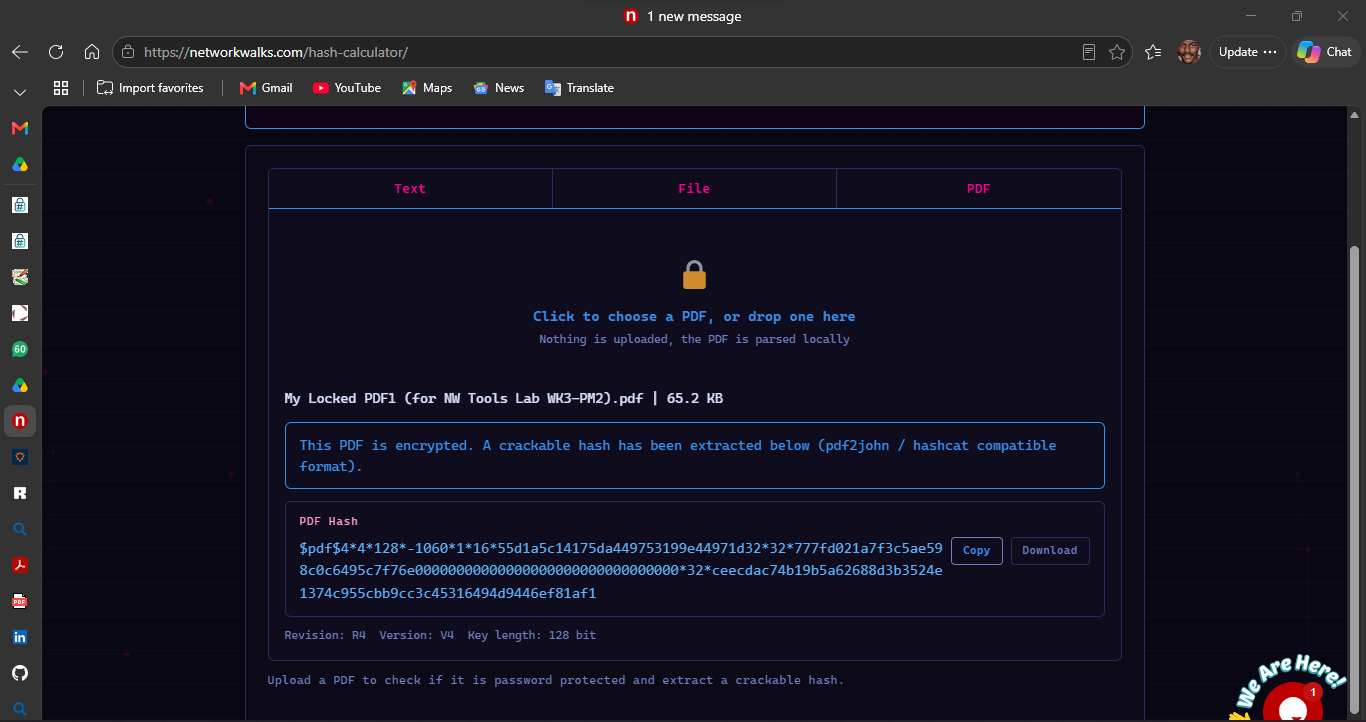 1 new message
https://networkwalks.com/hash-calculator/
Update
Chat
Import favorites
Gmail
YouTube
Maps
News
Translate
Text
File
PDF
Click to choose a PDF, or drop one here
Nothing is uploaded, the PDF is parsed locally
My Locked PDF1 (for NW Tools Lab WK3-PM2).pdf | 65.2 KB
This PDF is encrypted. A crackable hash has been extracted below (pdf2john / hashcat compatible
format).
PDF Hash
$pdf$4*4*128*-1060*1*16*55d1a5c14175da449753199e44971d32*32*777fd021a7f3c5ae59
8c0c6495c7f76e00000000000000000000000000000000*32*ceecdac74b19b5a62688d3b3524e
1374c955cbb9cc3c45316494d9446ef81af1
Copy
Download
Revision: R4 Version: V4 Key length: 128 bit
Upload a PDF to check if it is password protected and extract a crackable hash.
60
PDF
We Are Here!
1